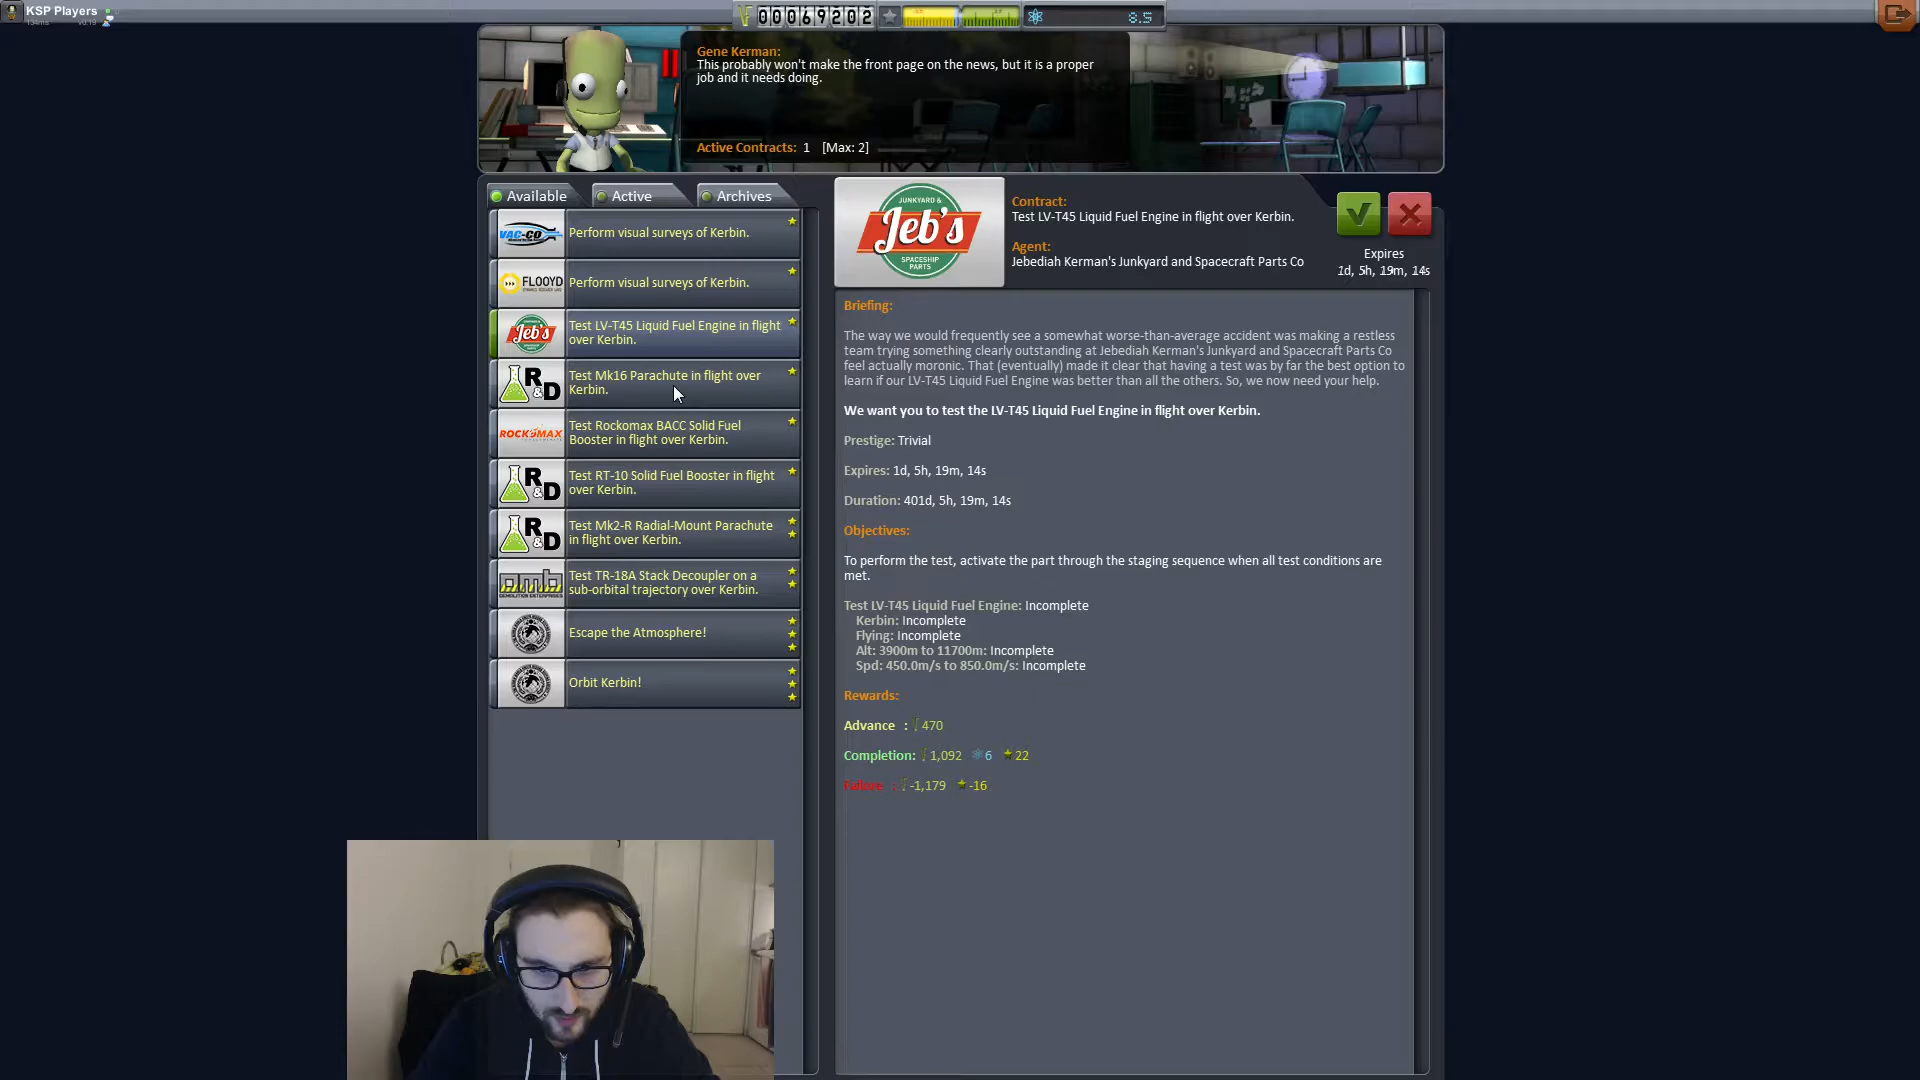 KSP Players
134ms v0.19
00069202
8.5
Gene Kerman:
This probably won't make the front page on the news, but it is a proper
job and it needs doing.
Active Contracts: 1 [Max: 2]
Available
Active
Archives
VAC-CO
Perform visual surveys of Kerbin.
FLOOYD
Perform visual surveys of Kerbin.
Jeb's
Test LV-T45 Liquid Fuel Engine in flight
over Kerbin.
R&D
Test Mk16 Parachute in flight over
Kerbin.
ROCKOMAX
Test Rockomax BACC Solid Fuel
Booster in flight over Kerbin.
R&D
Test RT-10 Solid Fuel Booster in flight
over Kerbin.
R&D
Test Mk2-R Radial-Mount Parachute
in flight over Kerbin.
Test TR-18A Stack Decoupler on a
sub-orbital trajectory over Kerbin.
Escape the Atmosphere!
Orbit Kerbin!
JUNKYARD &
Jeb's
SPACESHIP
PARTS
Contract:
Test LV-T45 Liquid Fuel Engine in flight over Kerbin.
Agent:
Jebediah Kerman's Junkyard and Spacecraft Parts Co
Expires
1d, 5h, 19m, 14s
Briefing:
The way we would frequently see a somewhat worse-than-average accident was making a restless
team trying something clearly outstanding at Jebediah Kerman's Junkyard and Spacecraft Parts Co
feel actually moronic. That (eventually) made it clear that having a test was by far the best option to
learn if our LV-T45 Liquid Fuel Engine was better than all the others. So, we now need your help.
We want you to test the LV-T45 Liquid Fuel Engine in flight over Kerbin.
Prestige: Trivial
Expires: 1d, 5h, 19m, 14s
Duration: 401d, 5h, 19m, 14s
Objectives:
To perform the test, activate the part through the staging sequence when all test conditions are
met.
Test LV-T45 Liquid Fuel Engine: Incomplete
Kerbin: Incomplete
Flying: Incomplete
Alt: 3900m to 11700m: Incomplete
Spd: 450.0m/s to 850.0m/s: Incomplete
Rewards:
Advance : 470
Completion: 1,092 6 22
Failure : -1,179 -16